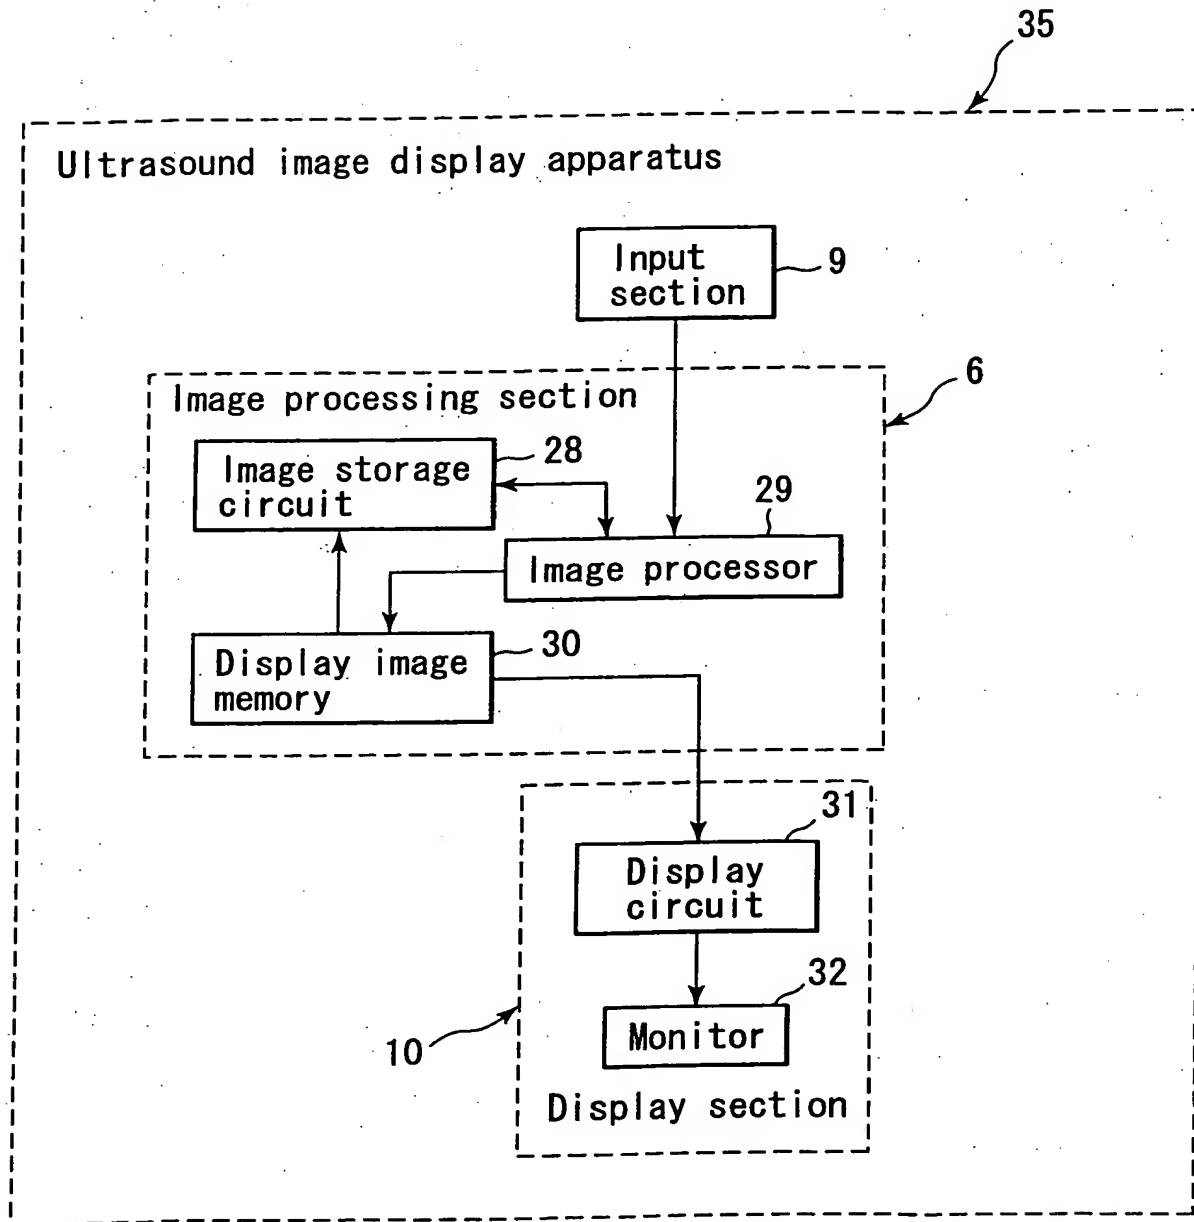 35
Ultrasound image display apparatus
Input
section
9
6
Image processing section
Image storage
circuit
28
29
Image processor
Display image
memory
30
31
Display
circuit
32
Monitor
10
Display section